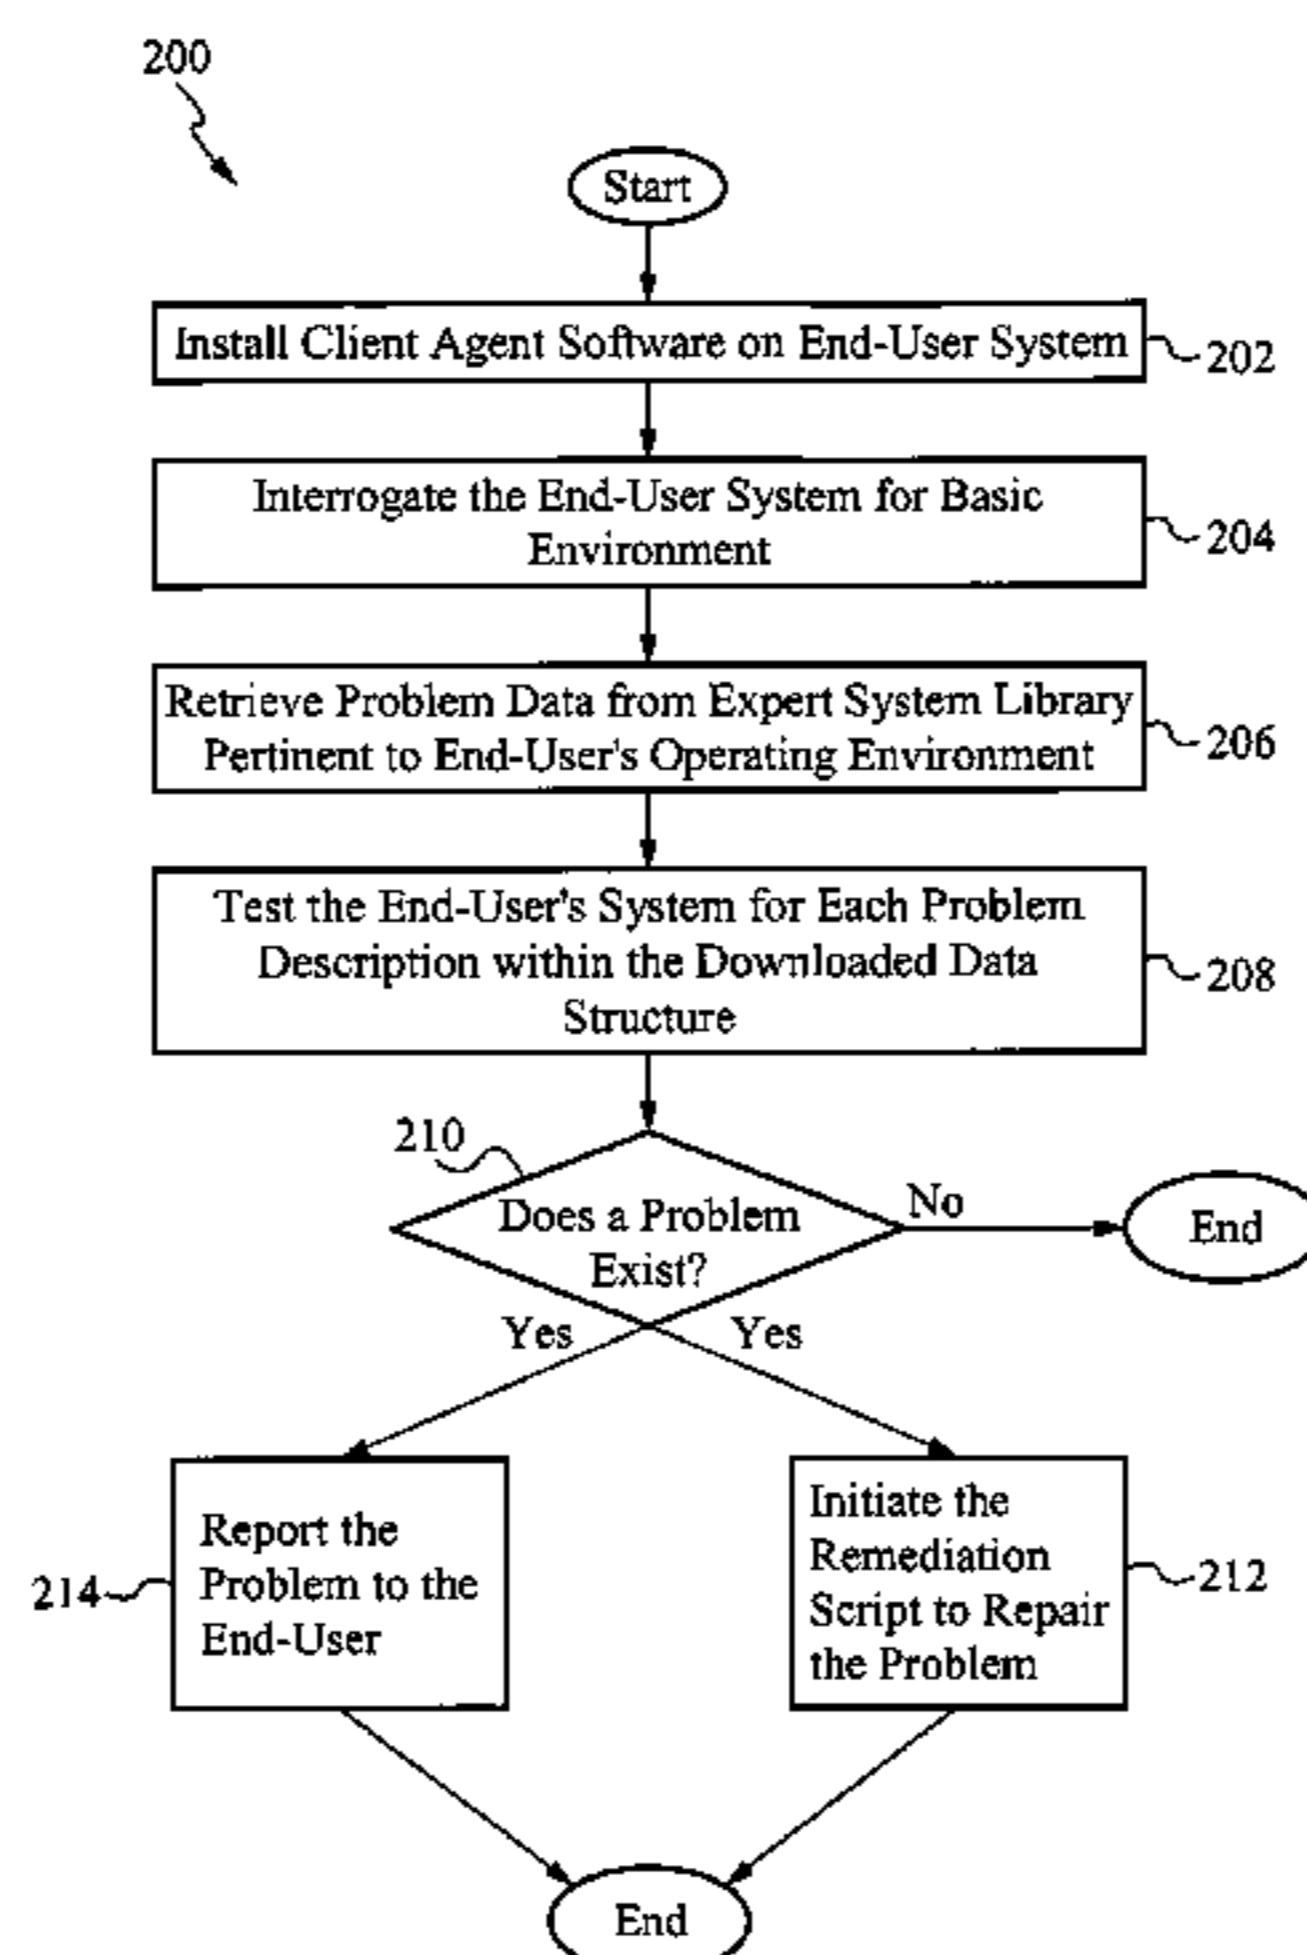 200
Start
Install Client Agent Software on End-User System
202
Interrogate the End-User System for Basic
Environment
204
Retrieve Problem Data from Expert System Library
Pertinent to End-User's Operating Environment
206
Test the End-User's System for Each Problem
Description within the Downloaded Data
Structure
208
210
Does a Problem
Exist?
No
End
Yes
Yes
Report the
Problem to the
End-User
214
Initiate the
Remediation
Script to Repair
the Problem
212
End